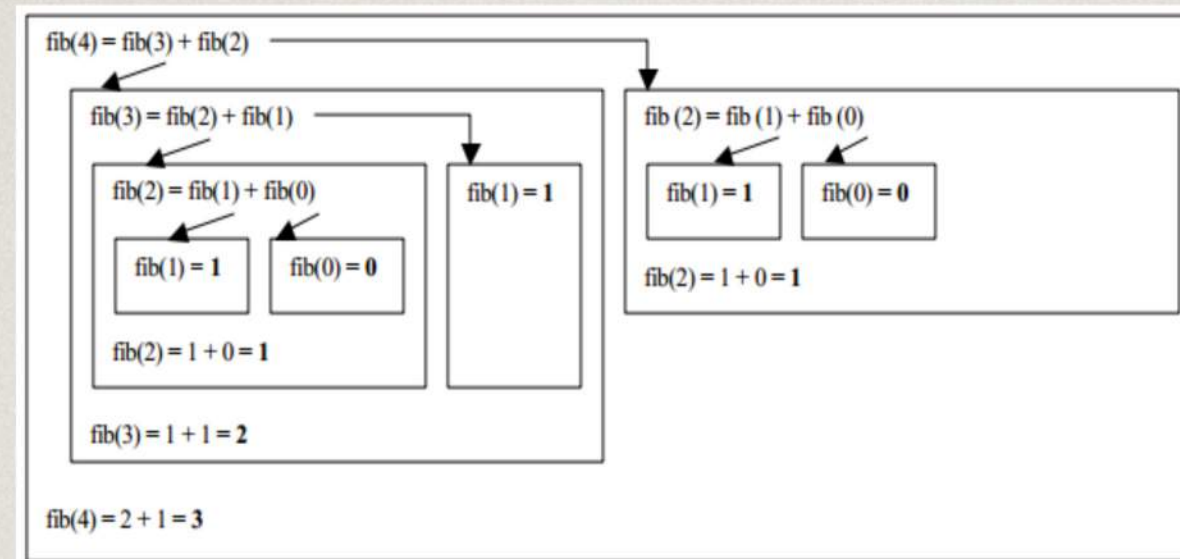 fib(4) = fib(3) + fib(2)
fib(3) = fib(2) + fib(1)
fib(2) = fib(1) + fib(0)
fib(1) = 1
fib(0) = 0
fib(2) = 1 + 0 = 1
fib(1) = 1
fib(3) = 1 + 1 = 2
fib (2) = fib (1) + fib (0)
fib(1) = 1
fib(0) = 0
fib(2) = 1 + 0 = 1
fib(4) = 2 + 1 = 3